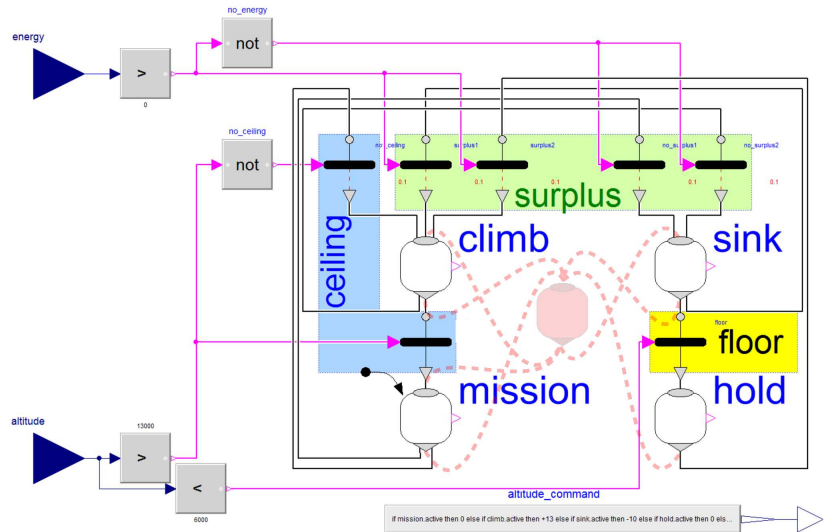 no_energy
energy
not
>
0
no_ceiling
not
not_ceiling
surplus1
surplus2
no_surplus1
no_surplus2
0.1
0.1
0.1
0.1
0.1
surplus
ceiling
climb
sink
floor
floor
mission
hold
altitude
13000
>
<
6000
altitude_command
if mission.active then 0 else if climb.active then +13 else if sink.active then -10 else if hold.active then 0 els...